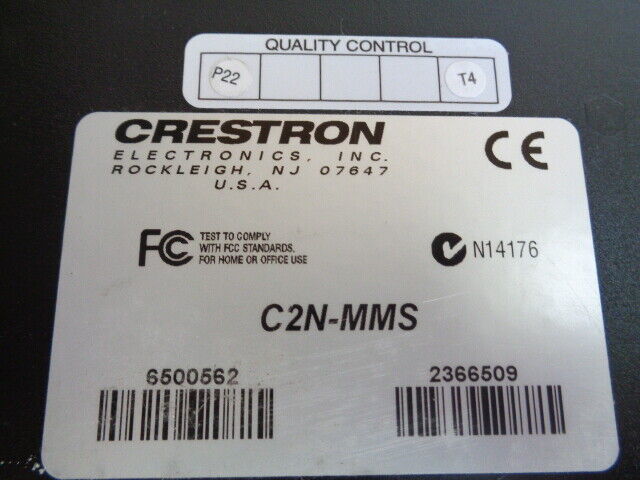 QUALITY CONTROL
P22 T4
CRESTRON
ELECTRONICS, INC.
ROCKLEIGH, NJ 07647
U.S.A.
CE
FC TEST TO COMPLY
WITH FCC STANDARDS,
FOR HOME OR OFFICE USE
N14176
C2N-MMS
6500562 2366509